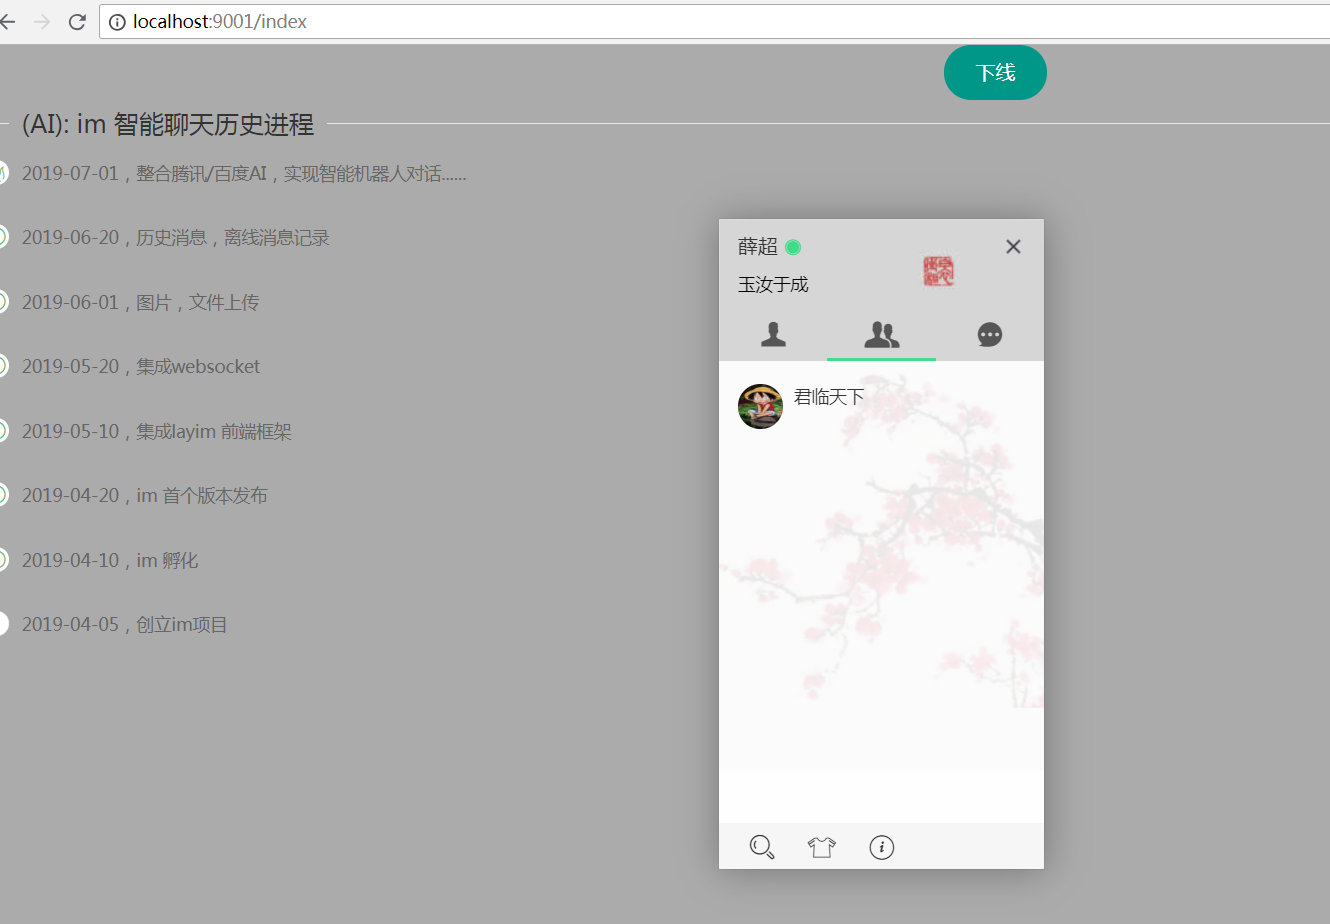 localhost:9001/index
下线
(AI): im 智能聊天历史进程
2019-07-01，整合腾讯/百度AI，实现智能机器人对话......
2019-06-20，历史消息，离线消息记录
2019-06-01，图片，文件上传
2019-05-20，集成websocket
2019-05-10，集成layim 前端框架
2019-04-20，im 首个版本发布
2019-04-10，im 孵化
2019-04-05，创立im项目
薛超
玉汝于成
君临天下